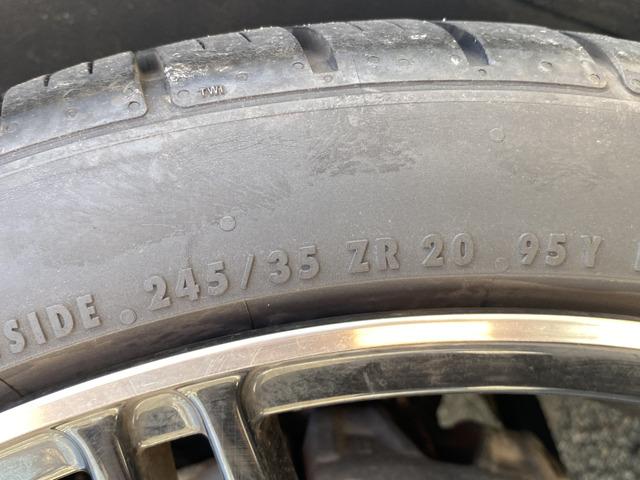 TWI
SIDE . 245/35 ZR 20 . 95Y